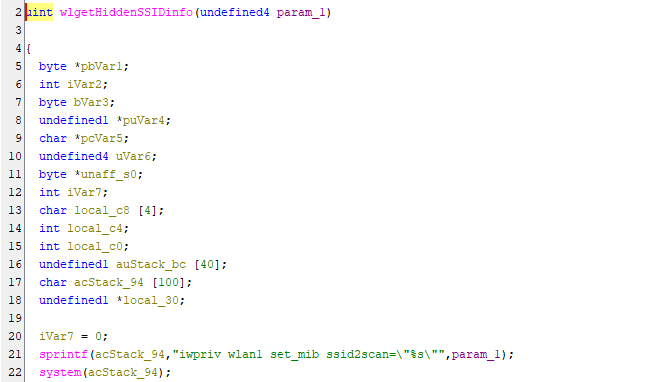 2 uint wlgetHiddenSSIDinfo(undefined4 param_1)
3
4 {
5 byte *pbVar1;
6 int iVar2;
7 byte bVar3;
8 undefined1 *puVar4;
9 char *pcVar5;
10 undefined4 uVar6;
11 byte *unaff_s0;
12 int iVar7;
13 char local_c8 [4];
14 int local_c4;
15 int local_c0;
16 undefined1 auStack_bc [40];
17 char acStack_94 [100];
18 undefined1 *local_30;
19
20 iVar7 = 0;
21 sprintf(acStack_94,"iwpriv wlan1 set_mib ssid2scan=\"%s\"",param_1);
22 system(acStack_94);